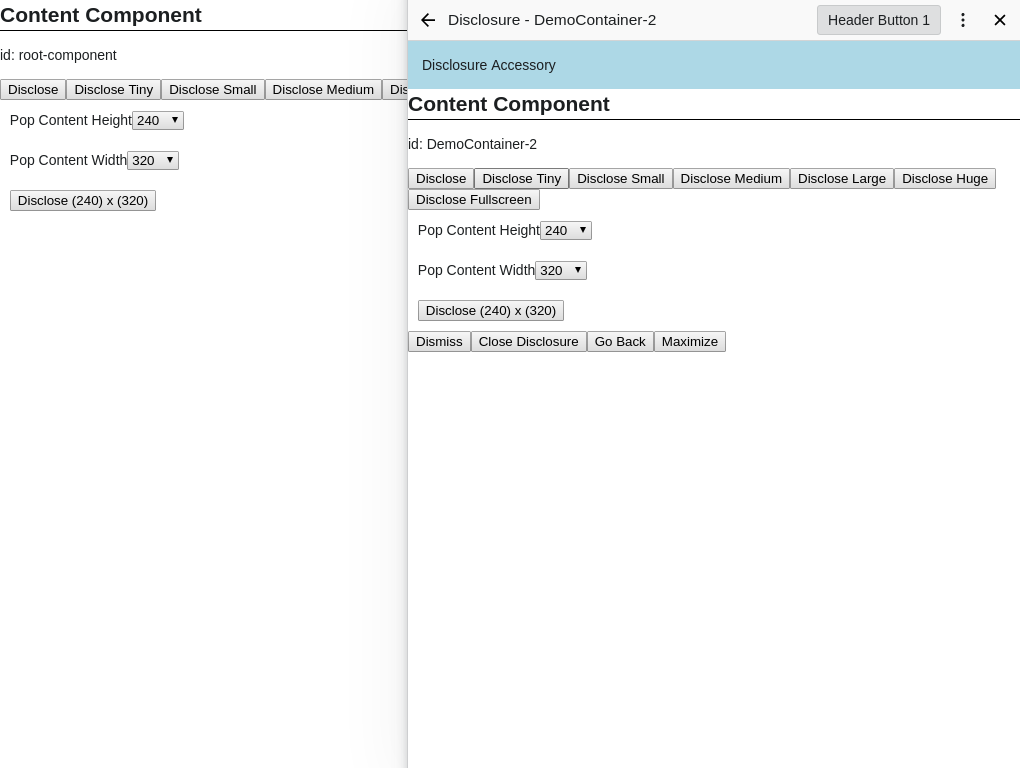 Content Component
id: root-component
Disclose Disclose Tiny Disclose Small Disclose Medium Dis
Pop Content Height 240
Pop Content Width 320
Disclose (240) x (320)
Disclosure - DemoContainer-2 Header Button 1
Disclosure Accessory
Content Component
id: DemoContainer-2
Disclose Disclose Tiny Disclose Small Disclose Medium Disclose Large Disclose Huge
Disclose Fullscreen
Pop Content Height 240
Pop Content Width 320
Disclose (240) x (320)
Dismiss Close Disclosure Go Back Maximize